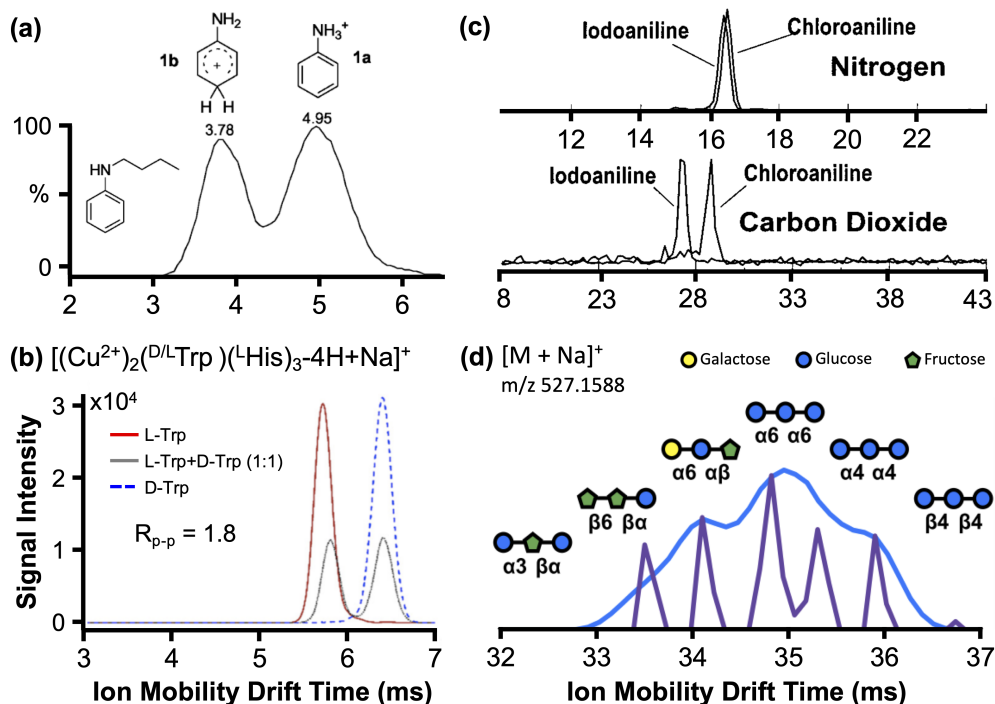 (a)
NH₂
1b
+
H H
NH₃⁺
1a
3.78
4.95
HN
100
%
0
2 3 4 5 6
(c)
Iodoaniline
Chloroaniline
Nitrogen
12 14 16 18 20 22
Iodoaniline
Chloroaniline
Carbon Dioxide
8 23 28 33 38 43
(b) [(Cu²⁺)₂(ᴰ/ᴸTrp )(ᴸHis)₃-4H+Na]⁺
x10⁴
Signal Intensity
3
2
1
0
L-Trp
L-Trp+D-Trp (1:1)
D-Trp
Rp-p = 1.8
3 4 5 6 7
Ion Mobility Drift Time (ms)
(d) [M + Na]⁺
m/z 527.1588
Galactose Glucose Fructose
α6 α6
α6 αβ
α4 α4
β6 βα
β4 β4
α3 βα
32 33 34 35 36 37
Ion Mobility Drift Time (ms)